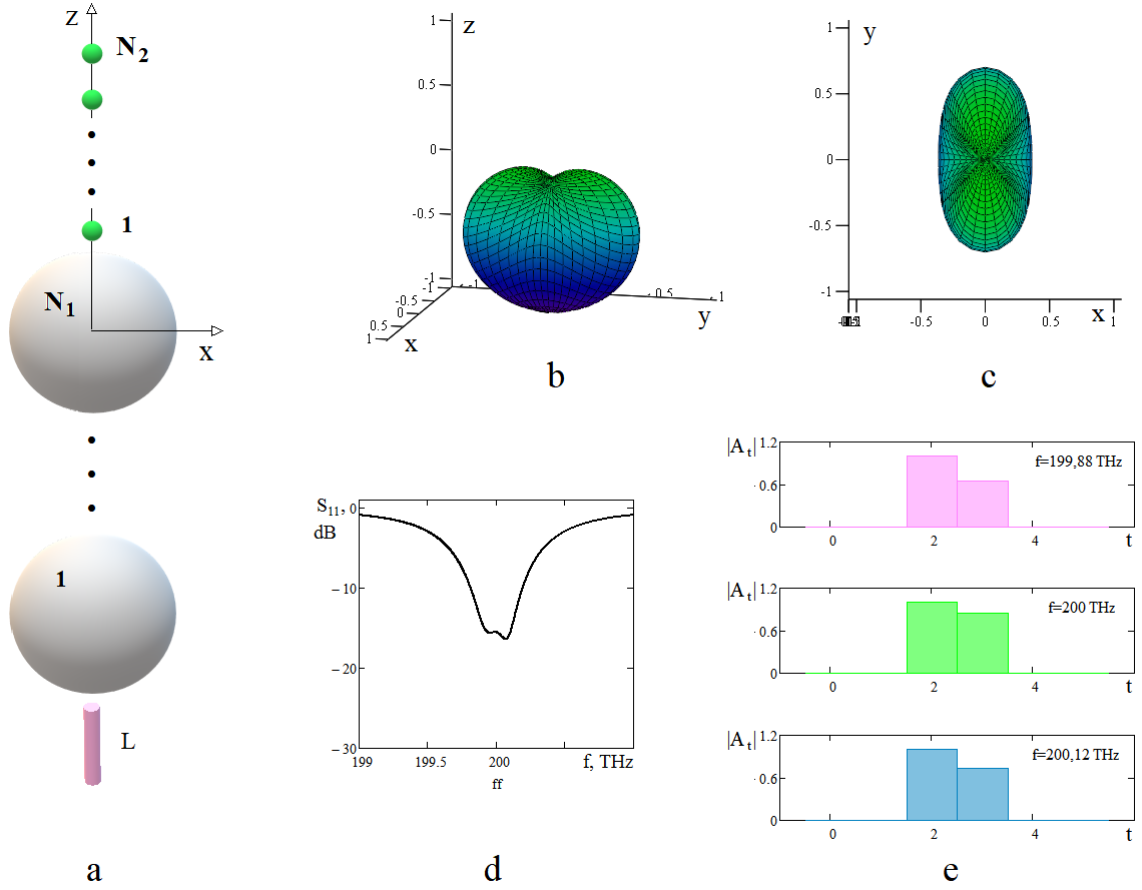 z
N2
1
N1
x
1
L
a
1
0.5
0
-0.5
-1
z
-1
-0.5
0
0.5
1
x
0.5
1
y
b
1
0.5
0
-0.5
-1
y
-0.5
0
0.5
1
x
c
S11, 0
dB
−10
−20
−30
199
199.5
200
f, THz
ff
d
|At| 1.2
0.6
0
0
2
4
t
f=199,88 THz
|At| 1.2
0.6
0
0
2
4
t
f=200 THz
|At| 1.2
0.6
0
0
2
4
t
f=200,12 THz
e